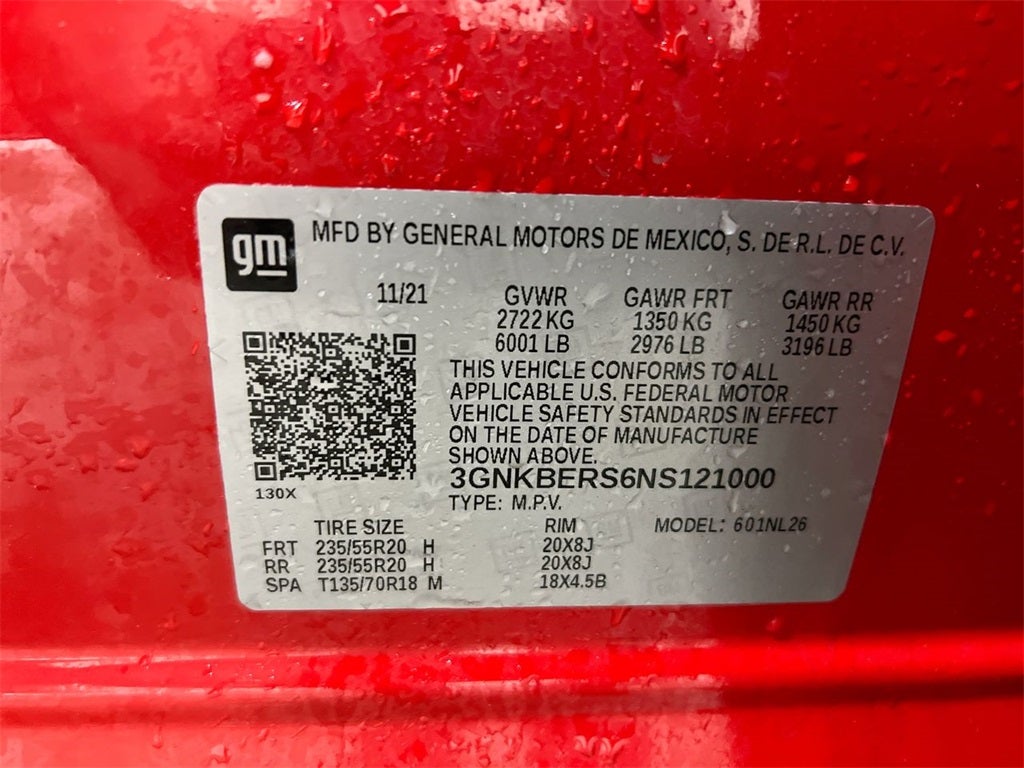 gm MFD BY GENERAL MOTORS DE MEXICO, S. DE R.L. DE C.V.
11/21 GVWR GAWR FRT GAWR RR
2722 KG 1350 KG 1450 KG
6001 LB 2976 LB 3196 LB
THIS VEHICLE CONFORMS TO ALL
APPLICABLE U.S. FEDERAL MOTOR
VEHICLE SAFETY STANDARDS IN EFFECT
ON THE DATE OF MANUFACTURE
SHOWN ABOVE.
3GNKBERS6NS121000
130X
TYPE: M.P.V.
TIRE SIZE RIM MODEL: 601NL26
FRT 235/55R20 H 20X8J
RR 235/55R20 H 20X8J
SPA T135/70R18 M 18X4.5B